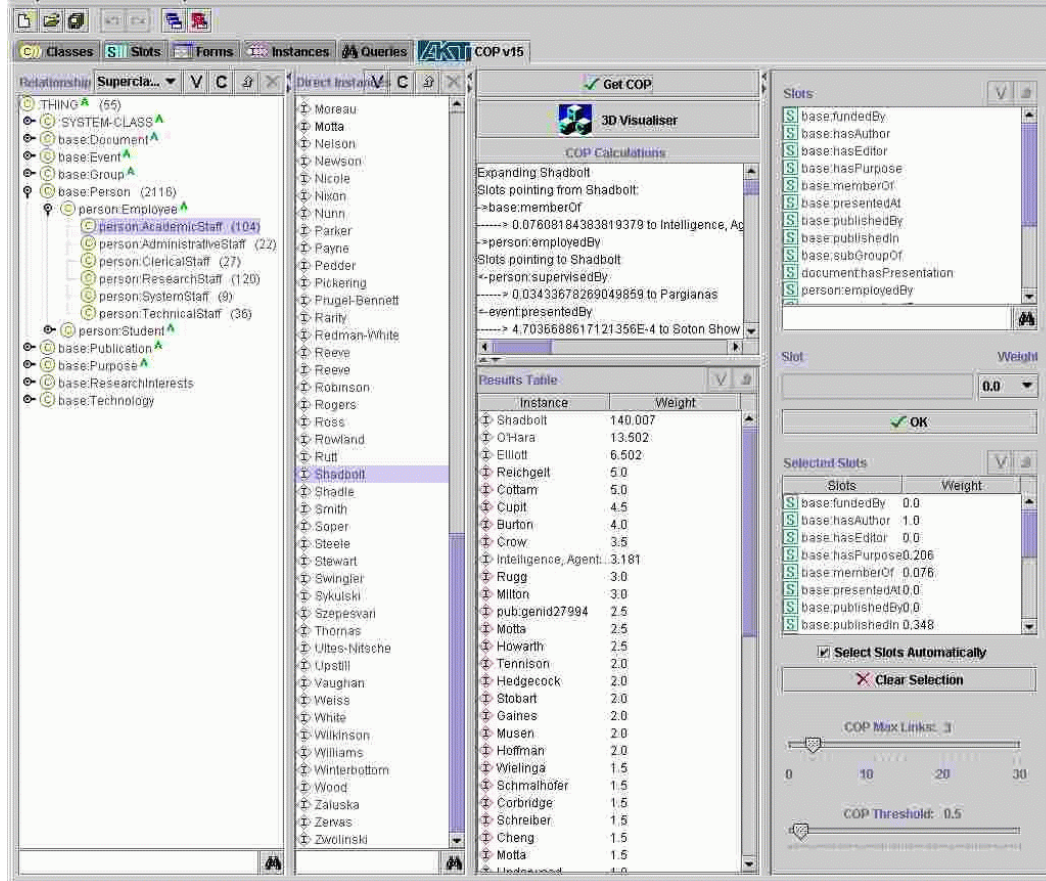 Classes Slots Forms Instances Queries AKT COP v15
Relationship Supercla... V C
:THING A (55)
:SYSTEM-CLASS A
base:Document A
base:Event A
base:Group A
base:Person (2116)
person:Employee A
person:AcademicStaff (104)
person:AdministrativeStaff (22)
person:ClericalStaff (27)
person:ResearchStaff (120)
person:SystemStaff (9)
person:TechnicalStaff (36)
person:Student A
base:Publication A
base:Purpose A
base:ResearchInterests
base:Technology
Direct Instances V C
Moreau
Motta
Nelson
Newson
Nicole
Nixon
Nunn
Parker
Payne
Pedder
Pickering
Prugel-Bennett
Rarity
Redman-White
Reeve
Reeve
Robinson
Rogers
Ross
Rowland
Rutt
Shadbolt
Shadle
Smith
Soper
Steele
Stewart
Swingler
Sykulski
Szepesvari
Thomas
Ultes-Nitsche
Upstill
Vaughan
Weiss
White
Wilkinson
Williams
Winterbottom
Wood
Zaluska
Zervas
Zwolinski
Get COP
3D Visualiser
COP Calculations
Expanding Shadbolt
Slots pointing from Shadbolt:
->base:memberOf
------> 0.07608184383819379 to Intelligence, Ag
->person:employedBy
Slots pointing to Shadbolt
<-person:supervisedBy
------> 0.03433678269049859 to Pargianas
<-event:presentedBy
------> 4.7036688617121356E-4 to Soton Show
Results Table V
Instance Weight
Shadbolt 140.007
O'Hara 13.502
Elliott 6.502
Reichgelt 5.0
Cottam 5.0
Cupit 4.5
Burton 4.0
Crow 3.5
Intelligence, Agent... 3.181
Rugg 3.0
Milton 3.0
pub:genid27994 2.5
Motta 2.5
Howarth 2.5
Tennison 2.0
Hedgecock 2.0
Stobart 2.0
Gaines 2.0
Musen 2.0
Hoffman 2.0
Wielinga 1.5
Schmalhofer 1.5
Corbridge 1.5
Schreiber 1.5
Cheng 1.5
Motta 1.5
Slots V
base:fundedBy
base:hasAuthor
base:hasEditor
base:hasPurpose
base:memberOf
base:presentedAt
base:publishedBy
base:publishedIn
base:subGroupOf
document:hasPresentation
person:employedBy
Slot Weight
0.0
OK
Selected Slots V
Slots Weight
base:fundedBy 0.0
base:hasAuthor 1.0
base:hasEditor 0.0
base:hasPurpose 0.206
base:memberOf 0.076
base:presentedAt 0.0
base:publishedBy 0.0
base:publishedIn 0.348
Select Slots Automatically
Clear Selection
COP Max Links: 3
0 10 20 30
COP Threshold: 0.5